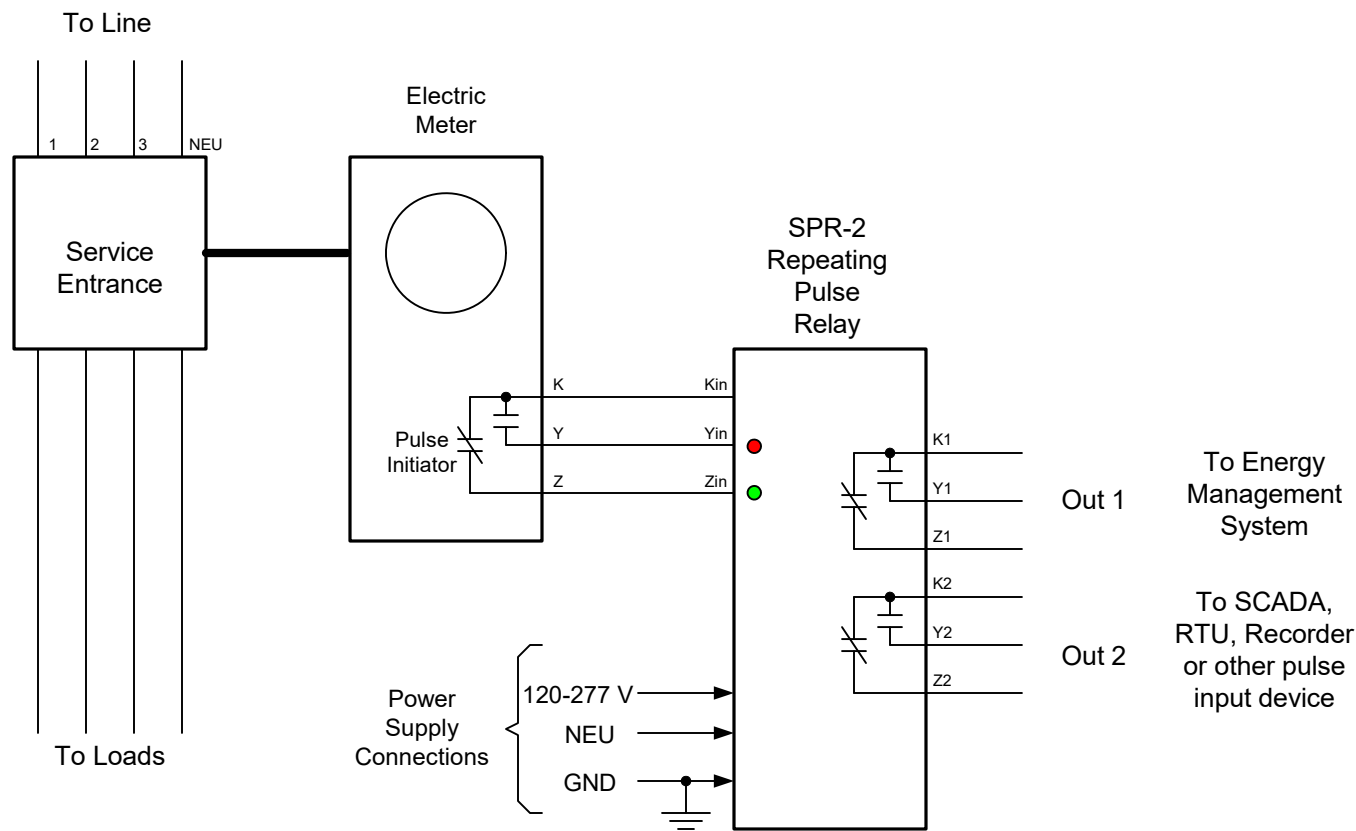 To Line
1
2
3
NEU
Service
Entrance
Electric
Meter
Pulse
Initiator
K
Y
Z
Kin
Yin
Zin
SPR-2
Repeating
Pulse
Relay
K1
Y1
Z1
Out 1
To Energy
Management
System
K2
Y2
Z2
Out 2
To SCADA,
RTU, Recorder
or other pulse
input device
Power
Supply
Connections
120-277 V
NEU
GND
To Loads